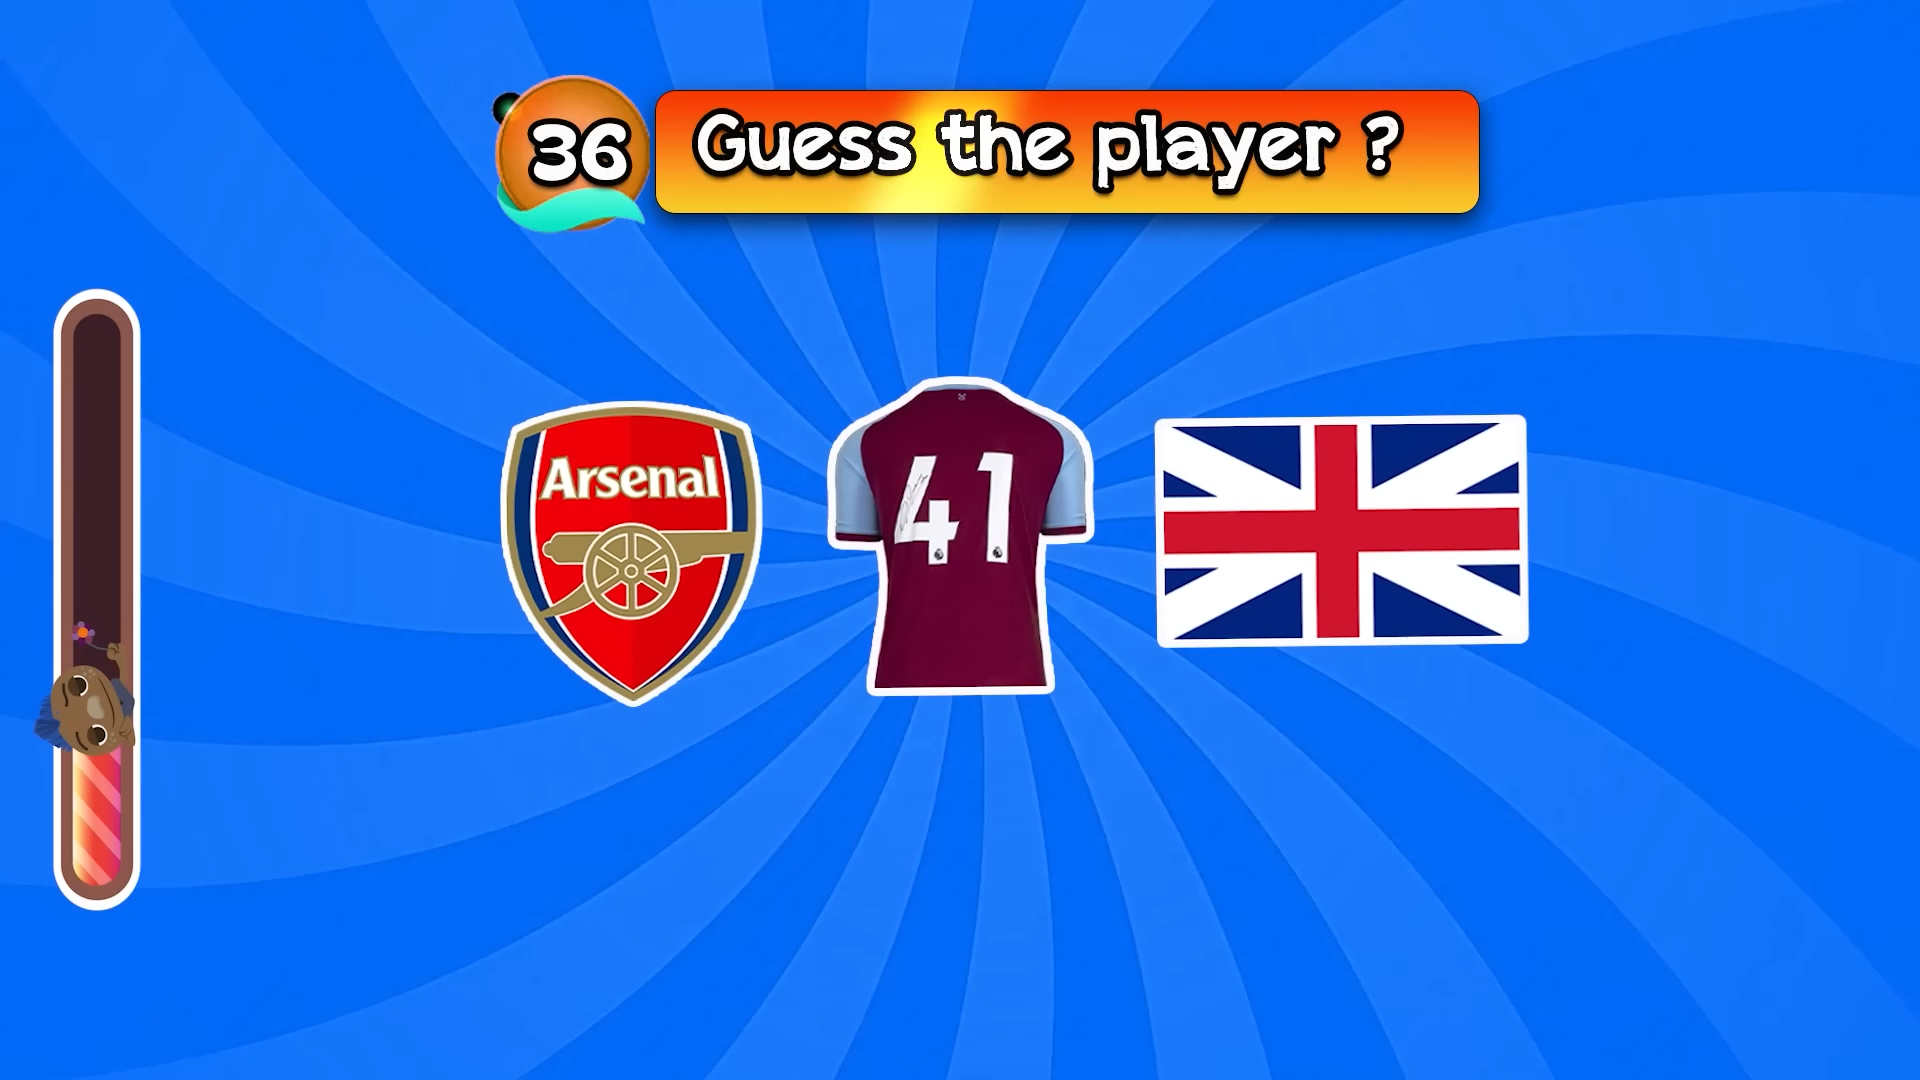 36
Guess the player ?
Arsenal
41